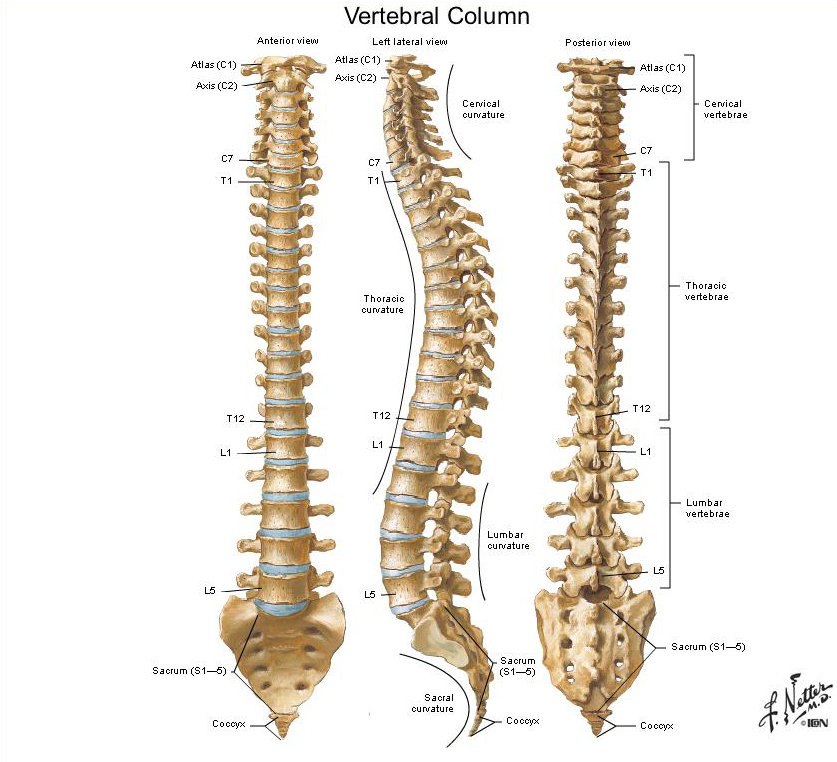 Vertebral Column
Anterior view
Left lateral view
Posterior view
Atlas (C1)
Axis (C2)
C7
T1
T12
L1
L5
Sacrum (S1—5)
Coccyx
Atlas (C1)
Axis (C2)
Cervical
curvature
C7
T1
Thoracic
curvature
T12
L1
Lumbar
curvature
L5
Sacrum
(S1—5)
Sacral
curvature
Coccyx
Atlas (C1)
Axis (C2)
Cervical
vertebrae
C7
T1
Thoracic
vertebrae
T12
L1
Lumbar
vertebrae
L5
Sacrum (S1—5)
Coccyx
F. Netter
M.D.
©ICN